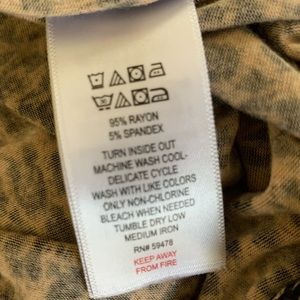 95% RAYON
5% SPANDEX
TURN INSIDE OUT
MACHINE WASH COOL-
DELICATE CYCLE
WASH WITH LIKE COLORS
ONLY NON-CHLORINE
BLEACH WHEN NEEDED
TUMBLE DRY LOW
MEDIUM IRON
RN# 59478
KEEP AWAY
FROM FIRE